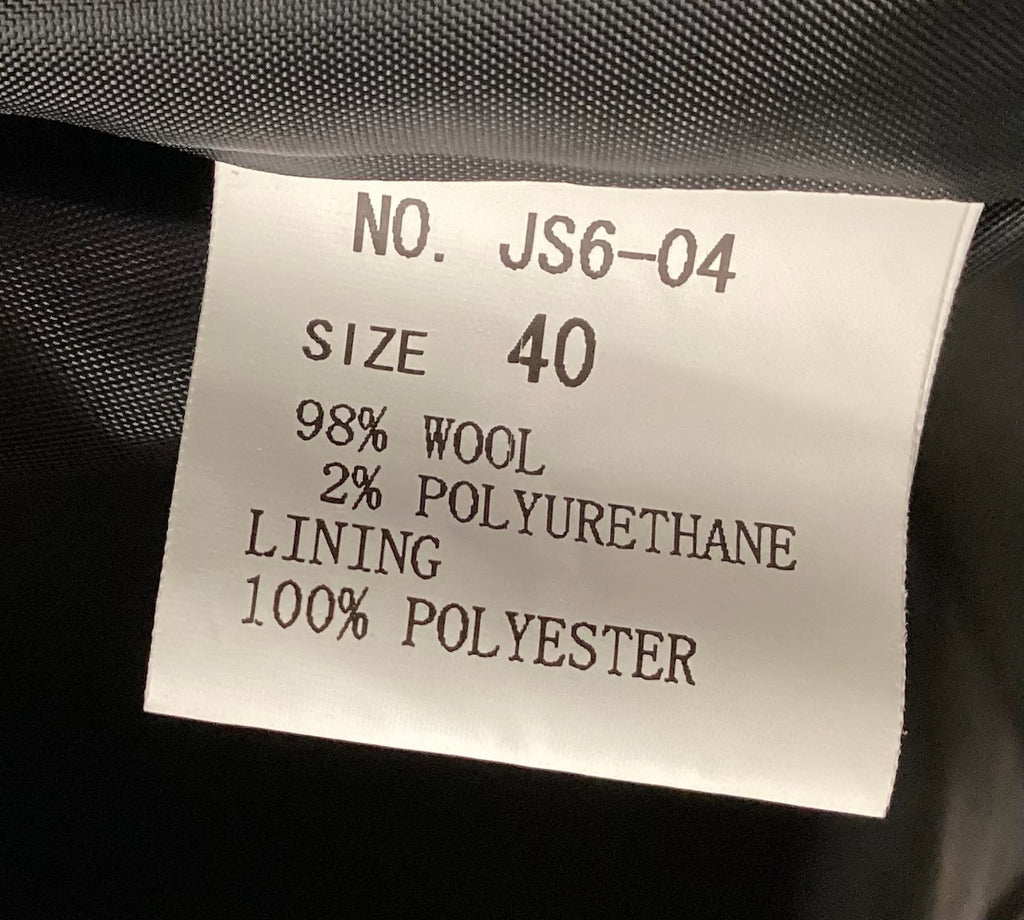 NO. JS6-04
SIZE 40
98% WOOL
2% POLYURETHANE
LINING
100% POLYESTER